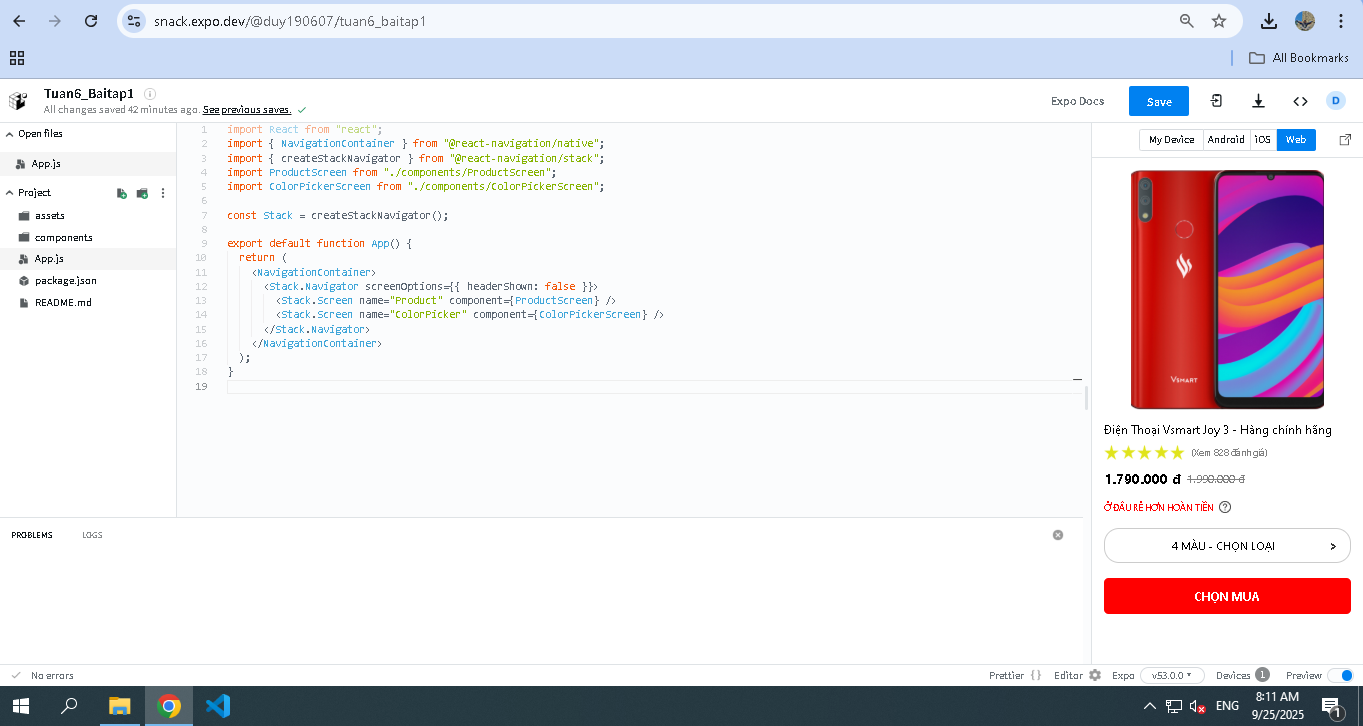 snack.expo.dev/@duy190607/tuan6_baitap1
All Bookmarks
Tuan6_Baitap1
All changes saved 42 minutes ago. See previous saves.
Expo Docs
Save
D
Open files
App.js
Project
assets
components
App.js
package.json
README.md
1 import React from "react";
2 import { NavigationContainer } from "@react-navigation/native";
3 import { createStackNavigator } from "@react-navigation/stack";
4 import ProductScreen from "./components/ProductScreen";
5 import ColorPickerScreen from "./components/ColorPickerScreen";
6
7 const Stack = createStackNavigator();
8
9 export default function App() {
10 return (
11 <NavigationContainer>
12 <Stack.Navigator screenOptions={{ headerShown: false }}>
13 <Stack.Screen name="Product" component={ProductScreen} />
14 <Stack.Screen name="ColorPicker" component={ColorPickerScreen} />
15 </Stack.Navigator>
16 </NavigationContainer>
17 );
18 }
19
My Device Android iOS Web
VSMART
Điện Thoại Vsmart Joy 3 - Hàng chính hãng
(Xem 828 đánh giá)
1.790.000 đ 1.990.000 đ
Ở ĐÂU RẺ HƠN HOÀN TIỀN ?
4 MÀU - CHỌN LOẠI >
CHỌN MUA
PROBLEMS LOGS
No errors
Prettier {} Editor Expo v53.0.0 Devices 1 Preview
ENG
8:11 AM
9/25/2025
1